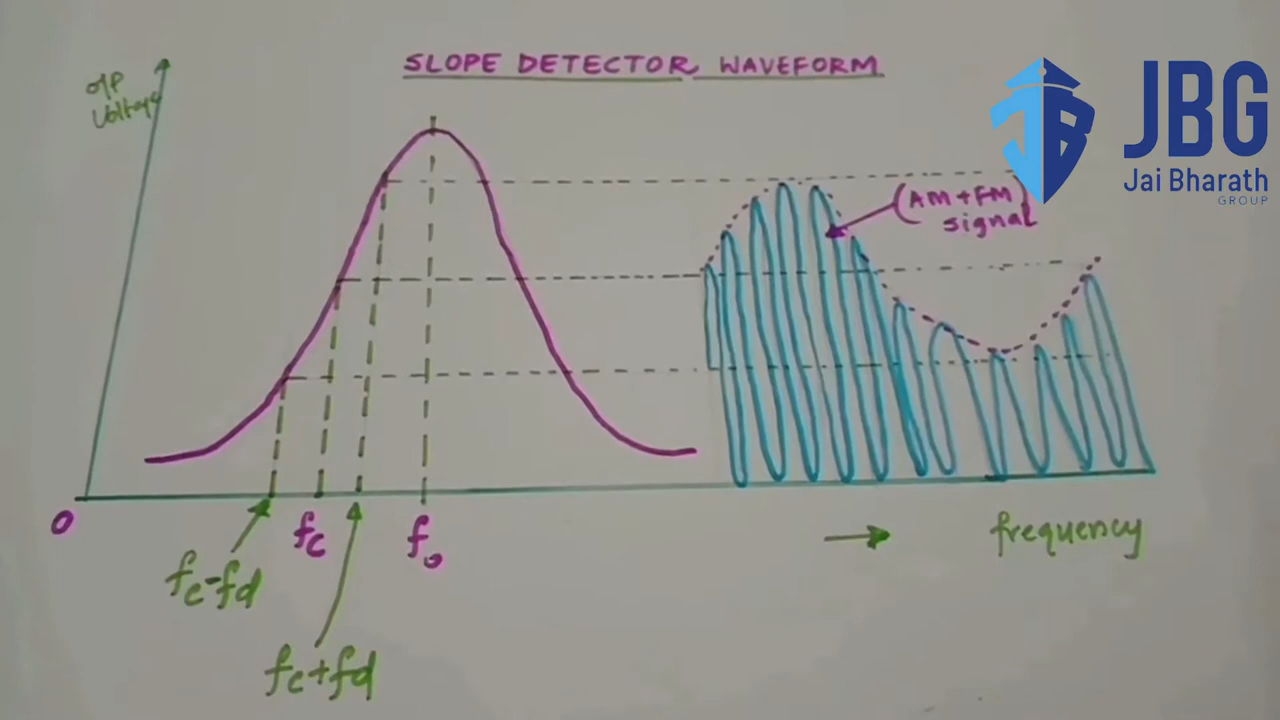 SLOPE DETECTOR WAVEFORM
o/p
Voltage
JBG
Jai Bharath
GROUP
(AM+FM)
signal
0
fc-fd
fc
fc+fd
fo
frequency